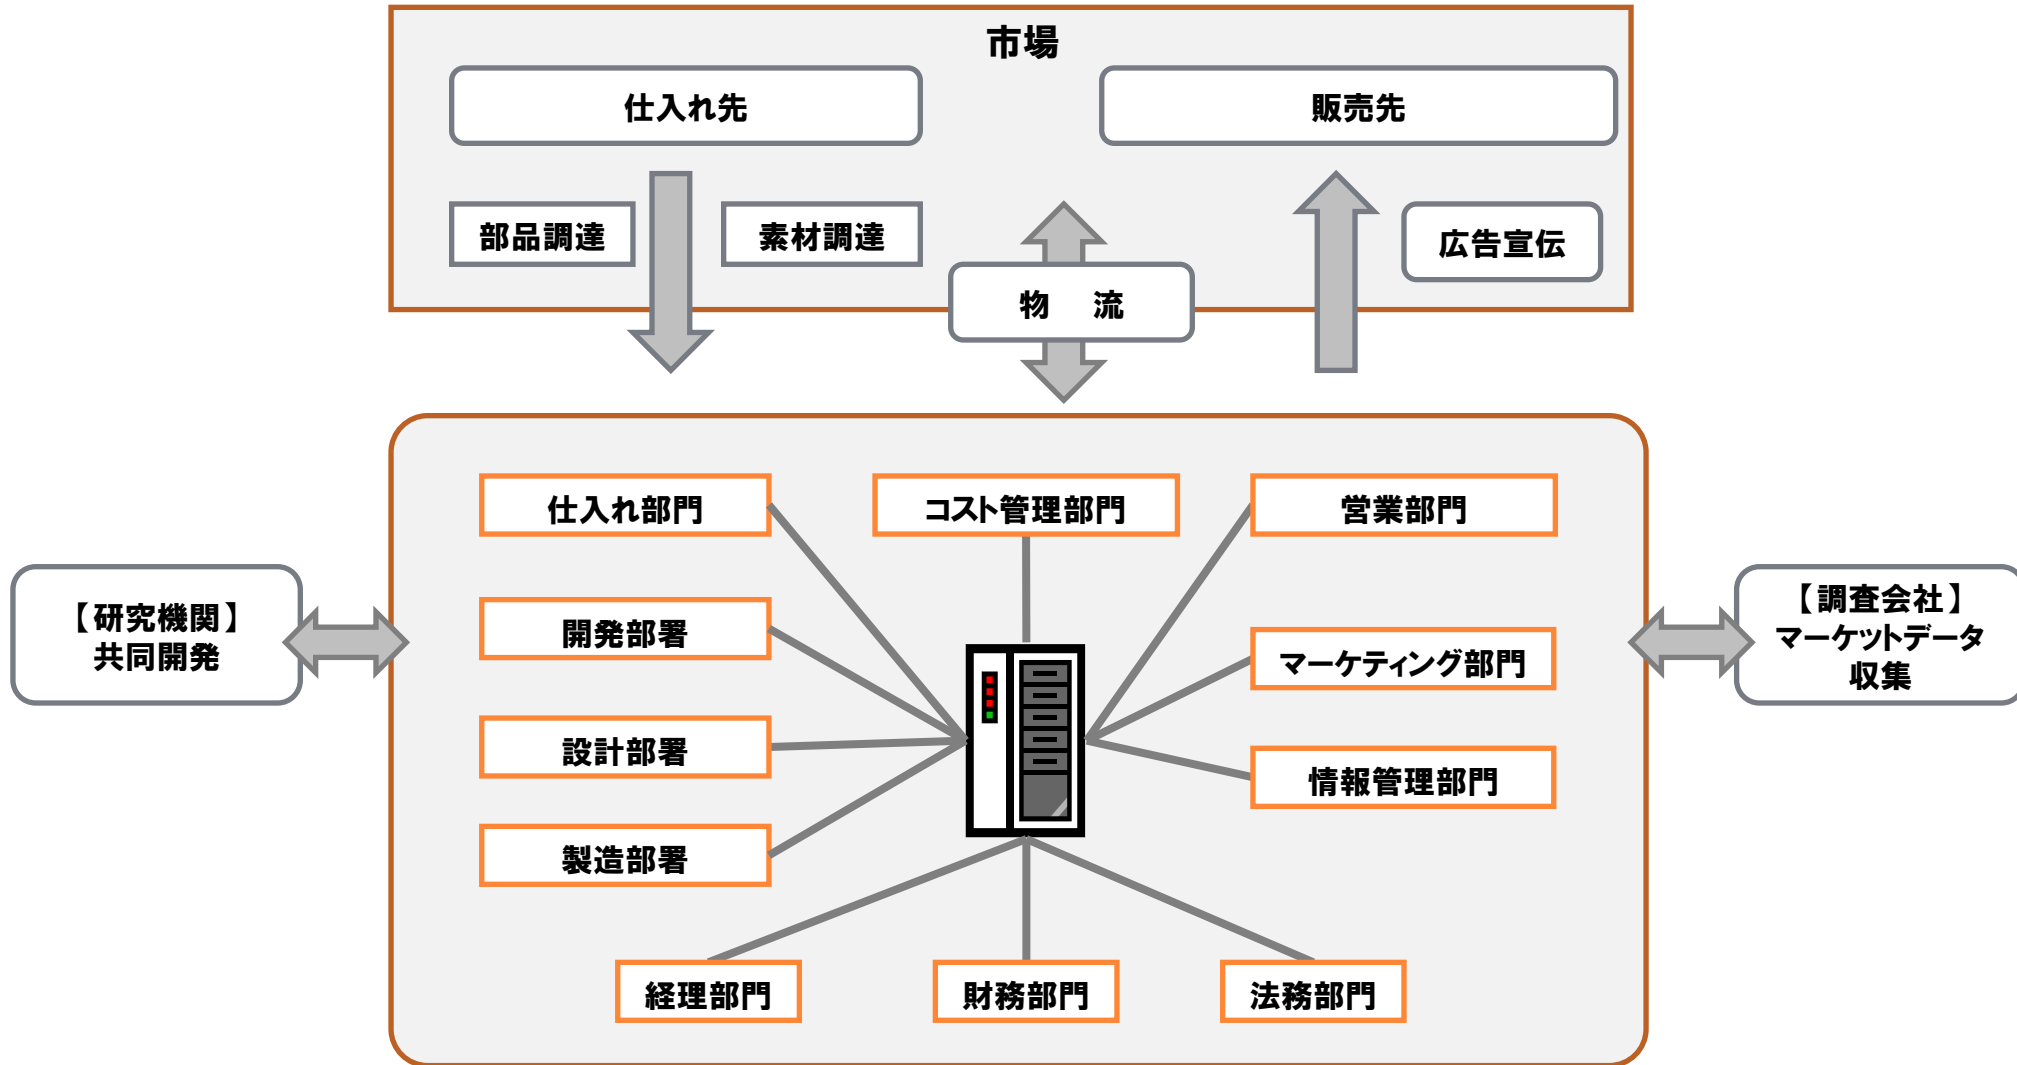 市場
仕入れ先
販売先
部品調達
素材調達
広告宣伝
物　流
仕入れ部門
コスト管理部門
営業部門
【研究機関】
共同開発
開発部署
マーケティング部門
【調査会社】
マーケットデータ
収集
設計部署
情報管理部門
製造部署
経理部門
財務部門
法務部門